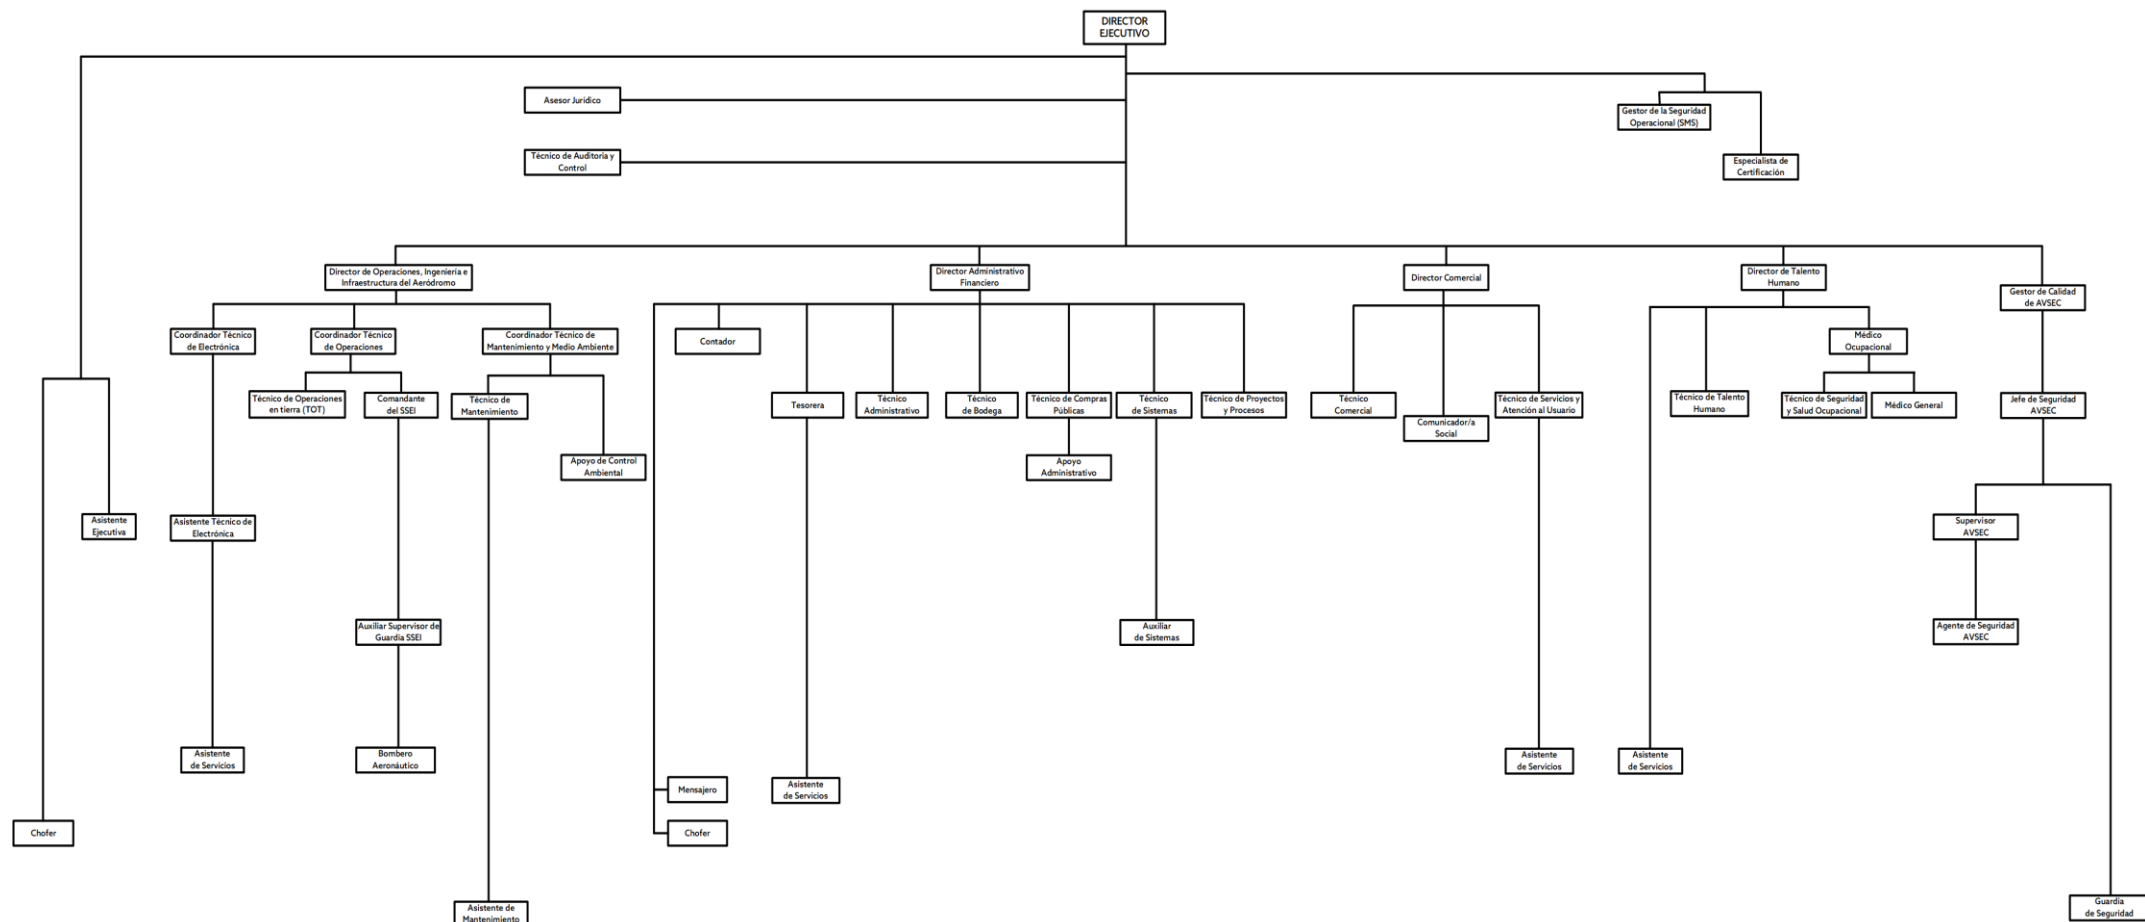 DIRECTOR
EJECUTIVO
Asesor Jurídico
Gestor de la Seguridad
Operacional (SMS)
Técnico de Auditoria y
Control
Especialista de
Certificación
Director de Operaciones, Ingeniería e
Infraestructura del Aeródromo
Director Administrativo
Financiero
Director Comercial
Director de Talento
Humano
Gestor de Calidad
de AVSEC
Coordinador Técnico
de Electrónica
Coordinador Técnico
de Operaciones
Coordinador Técnico de
Mantenimiento y Medio Ambiente
Contador
Médico
Ocupacional
Técnico de Operaciones
en tierra (TOT)
Comandante
del SSEI
Técnico de
Mantenimiento
Tesorera
Técnico
Administrativo
Técnico
de Bodega
Técnico de Compras
Públicas
Técnico
de Sistemas
Técnico de Proyectos
y Procesos
Técnico
Comercial
Comunicador/a
Social
Técnico de Servicios y
Atención al Usuario
Técnico de Talento
Humano
Técnico de Seguridad
y Salud Ocupacional
Médico General
Jefe de Seguridad
AVSEC
Apoyo de Control
Ambiental
Apoyo
Administrativo
Asistente
Ejecutiva
Asistente Técnico de
Electrónica
Supervisor
AVSEC
Auxiliar Supervisor de
Guardia SSEI
Auxiliar
de Sistemas
Agente de Seguridad
AVSEC
Asistente
de Servicios
Bombero
Aeronáutico
Asistente
de Servicios
Asistente
de Servicios
Mensajero
Asistente
de Servicios
Chofer
Chofer
Asistente de
Mantenimiento
Guardia
de Seguridad